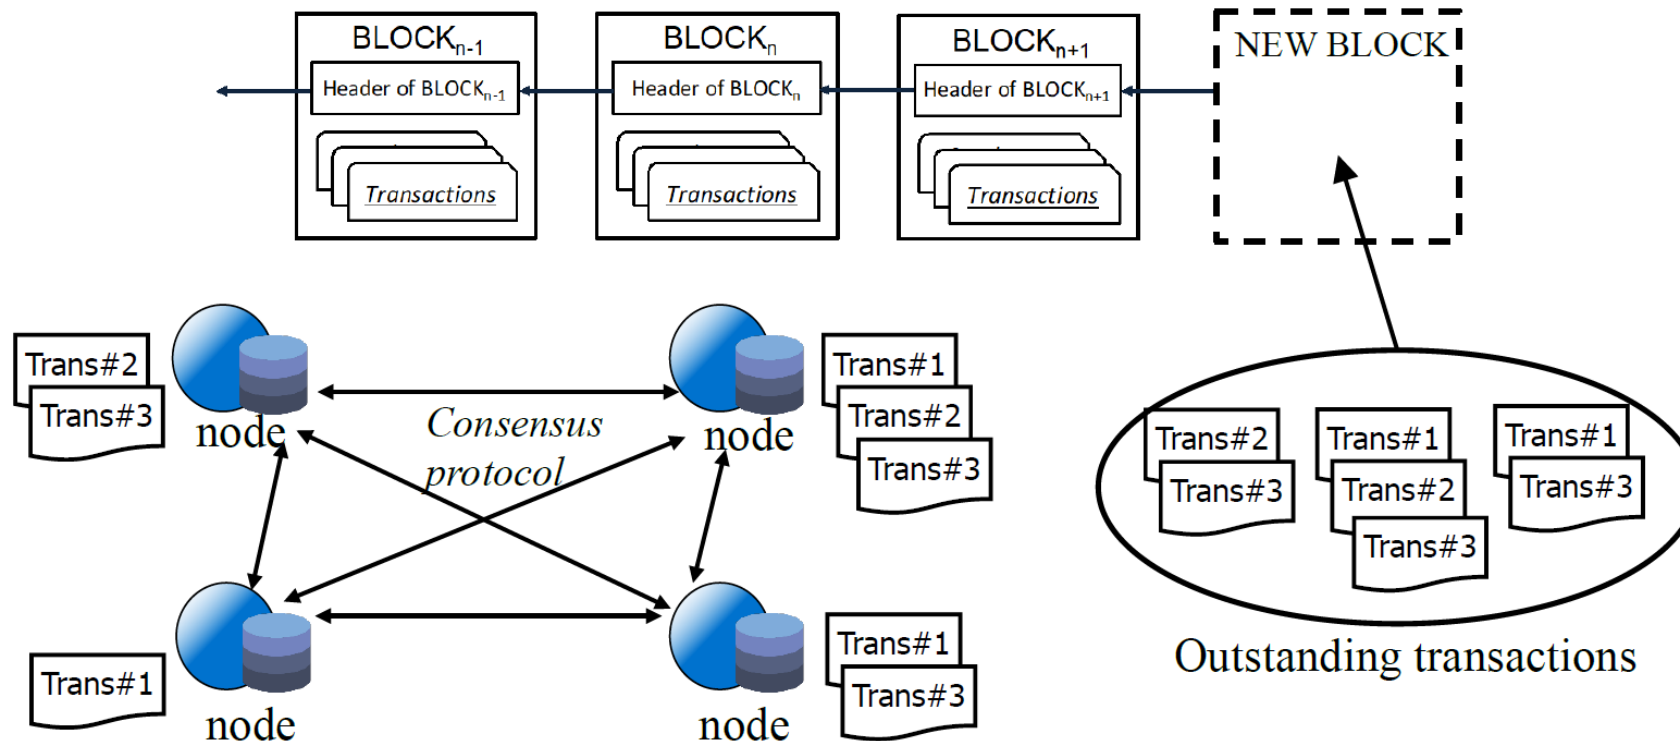 BLOCKn-1
BLOCKn
BLOCKn+1
NEW BLOCK
Header of BLOCKn-1
Header of BLOCKn
Header of BLOCKn+1
Transactions
Transactions
Transactions
Trans#2
Trans#3
node
Consensus
protocol
node
Trans#1
Trans#2
Trans#3
Trans#1
node
node
Trans#1
Trans#3
Trans#2
Trans#3
Trans#1
Trans#2
Trans#3
Trans#1
Trans#3
Outstanding transactions